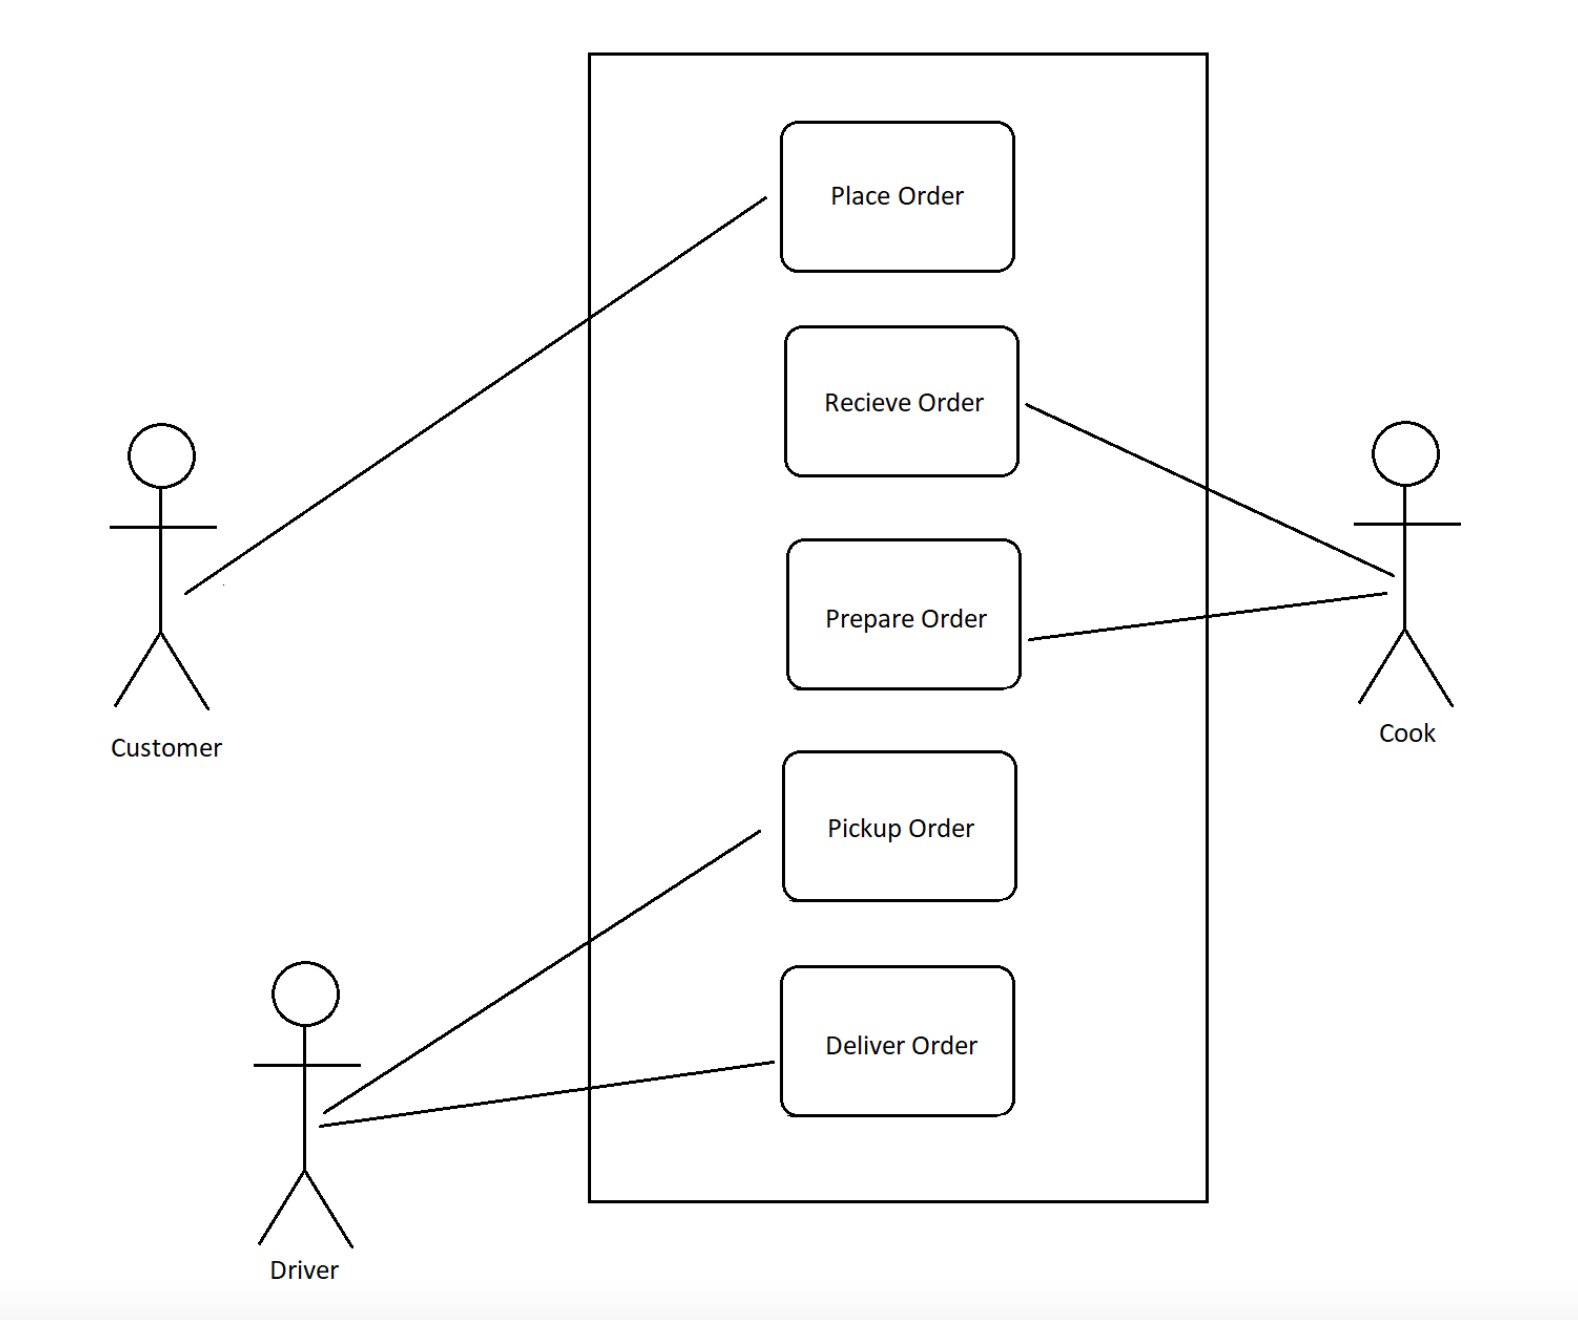 Place Order
Recieve Order
Prepare Order
Customer
Cook
Pickup Order
Deliver Order
Driver